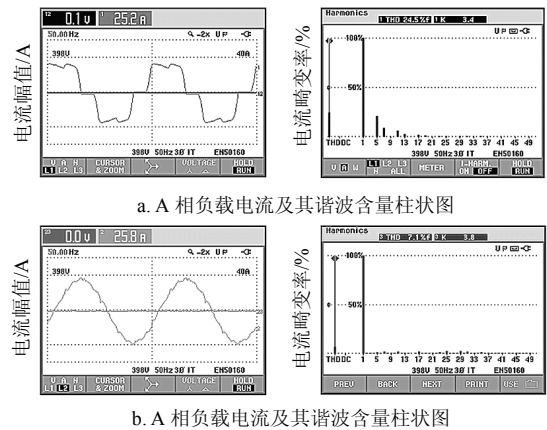 0.1 U 25.2 A
50.00Hz -2x UP
398V 40A
电流幅值/A
398V 50Hz 3Ø IT EN50160
V A N
L1 L2 L3
CURSOR
& ZOOM
VOLTAGE
HOLD
RUN
Harmonics
THD 24.5%f K 3.4
UP
100%
50%
电流畸变率/%
THDDC 1 5 9 13 17 21 25 29 33 37 41 45 49
398V 50Hz 3Ø IT EN50160
V A W
L1 L2 L3
N ALL
METER
I-HARM.
ON OFF
HOLD
RUN
a. A 相负载电流及其谐波含量柱状图
0.0 U 25.8 A
50.00Hz -2x UP
398V 40A
电流幅值/A
398V 50Hz 3Ø IT EN50160
V A N
L1 L2 L3
CURSOR
& ZOOM
VOLTAGE
HOLD
RUN
Harmonics
THD 7.1%f K 3.8
UP
100%
50%
电流畸变率/%
THDDC 1 5 9 13 17 21 25 29 33 37 41 45 49
398V 50Hz 3Ø IT EN50160
PREV BACK NEXT PRINT USE
b. A 相负载电流及其谐波含量柱状图